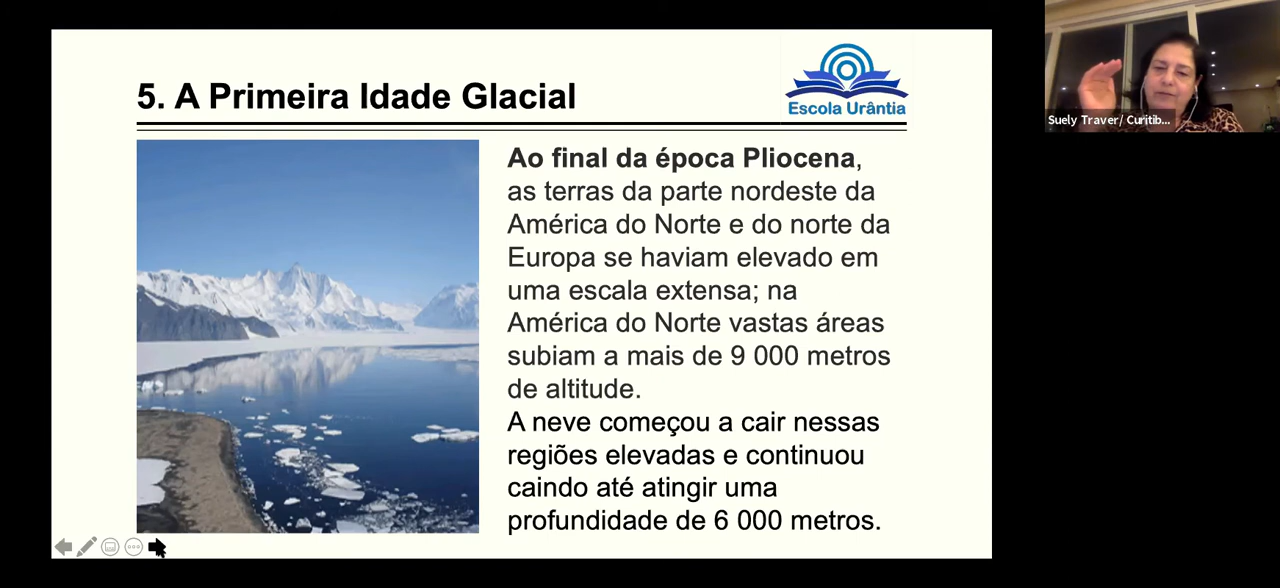 5. A Primeira Idade Glacial
Escola Urântia
Ao final da época Pliocena,
as terras da parte nordeste da
América do Norte e do norte da
Europa se haviam elevado em
uma escala extensa; na
América do Norte vastas áreas
subiam a mais de 9 000 metros
de altitude.
A neve começou a cair nessas
regiões elevadas e continuou
caindo até atingir uma
profundidade de 6 000 metros.
Suely Traver/ Curitib...